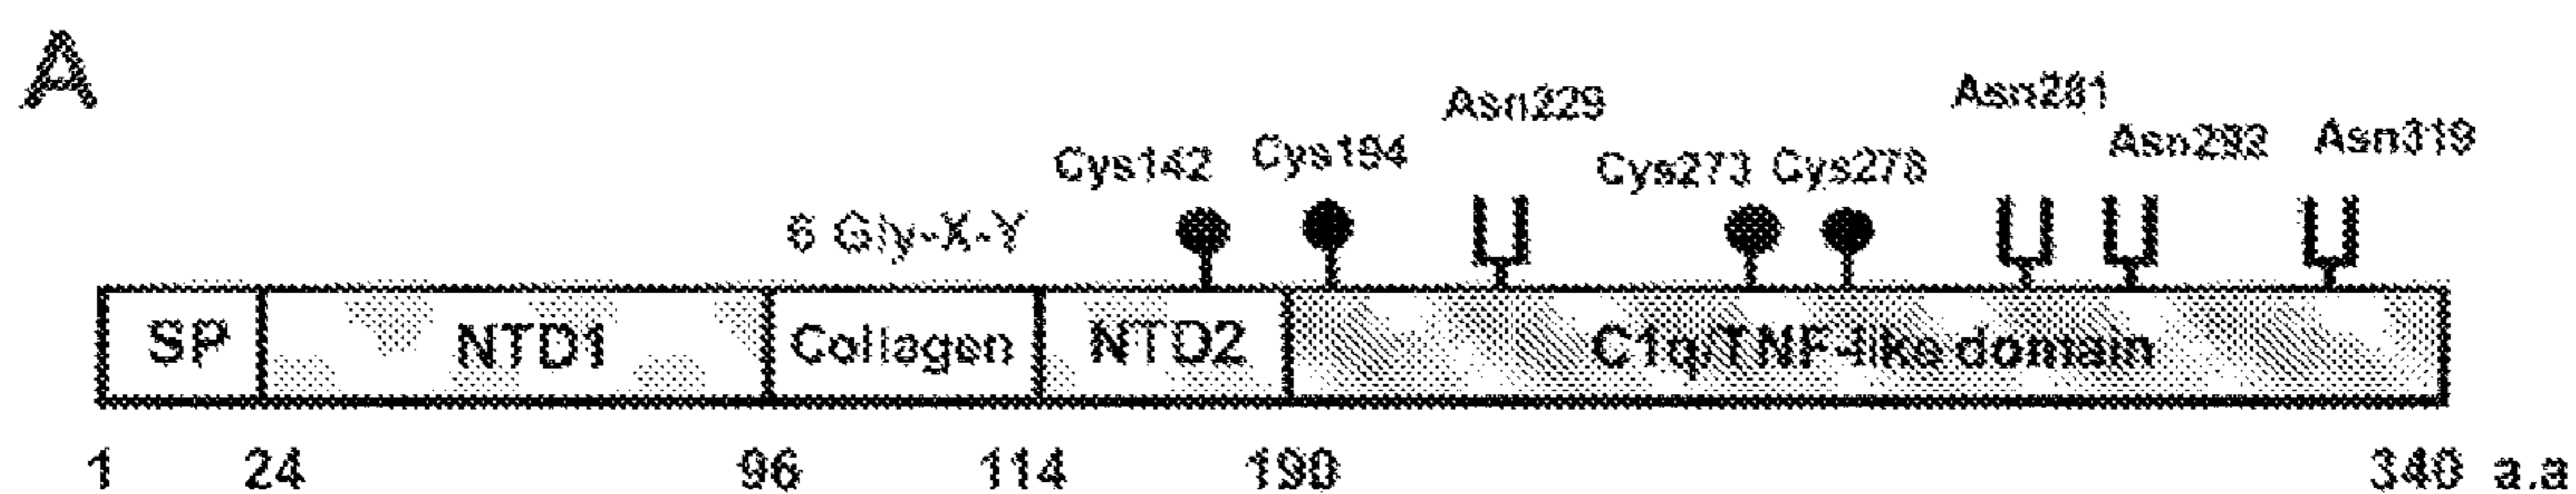 A
Asn229 Asn281
Cys142 Cys194 Cys273 Cys278 Asn292 Asn319
6 Gly-X-Y
SP NTD1 Collagen NTD2 C1q/TNF-like domain
1 24 96 114 190 340 a.a